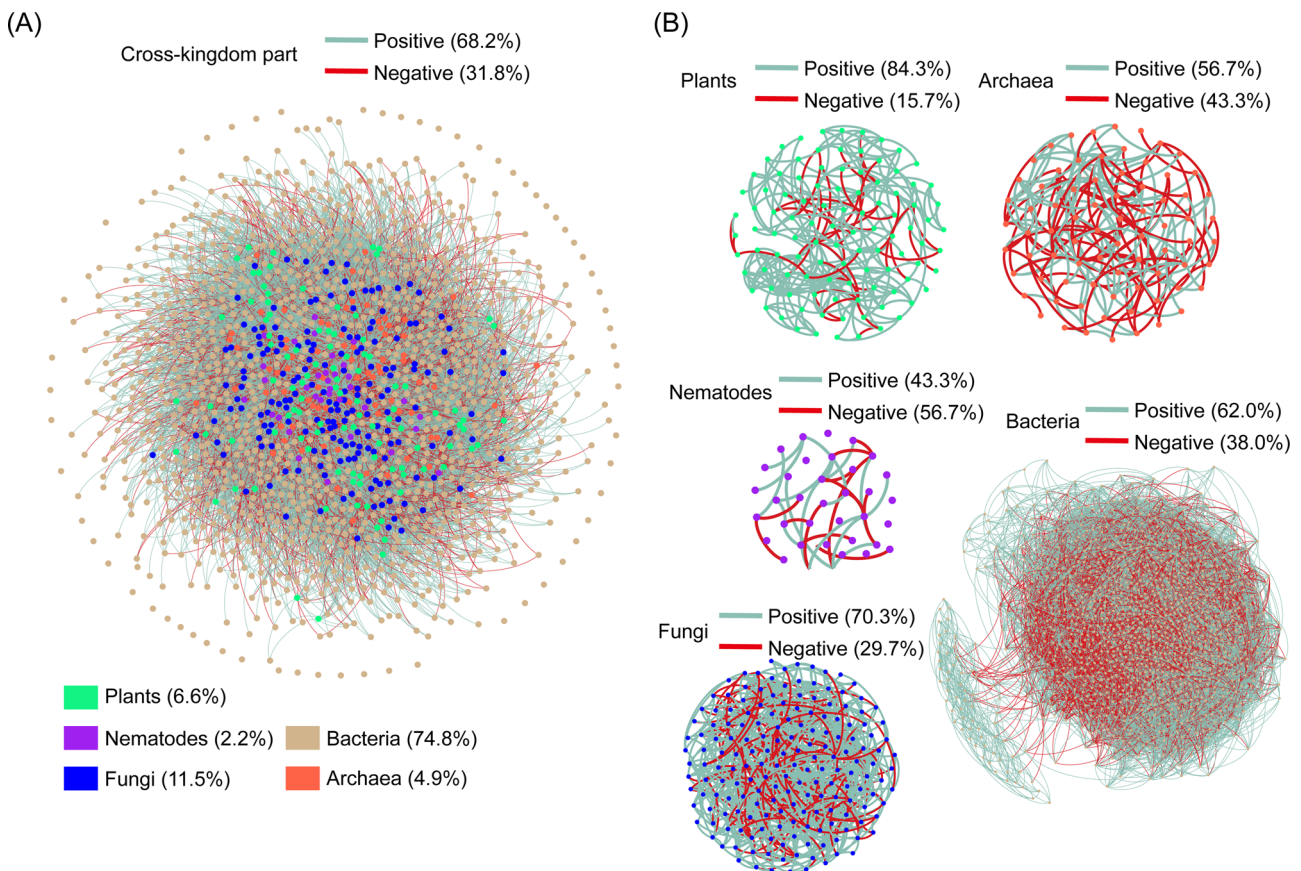 (A)
Cross-kingdom part
Positive (68.2%)
Negative (31.8%)
Plants (6.6%)
Nematodes (2.2%)
Bacteria (74.8%)
Fungi (11.5%)
Archaea (4.9%)
(B)
Plants
Positive (84.3%)
Negative (15.7%)
Archaea
Positive (56.7%)
Negative (43.3%)
Nematodes
Positive (43.3%)
Negative (56.7%)
Bacteria
Positive (62.0%)
Negative (38.0%)
Fungi
Positive (70.3%)
Negative (29.7%)